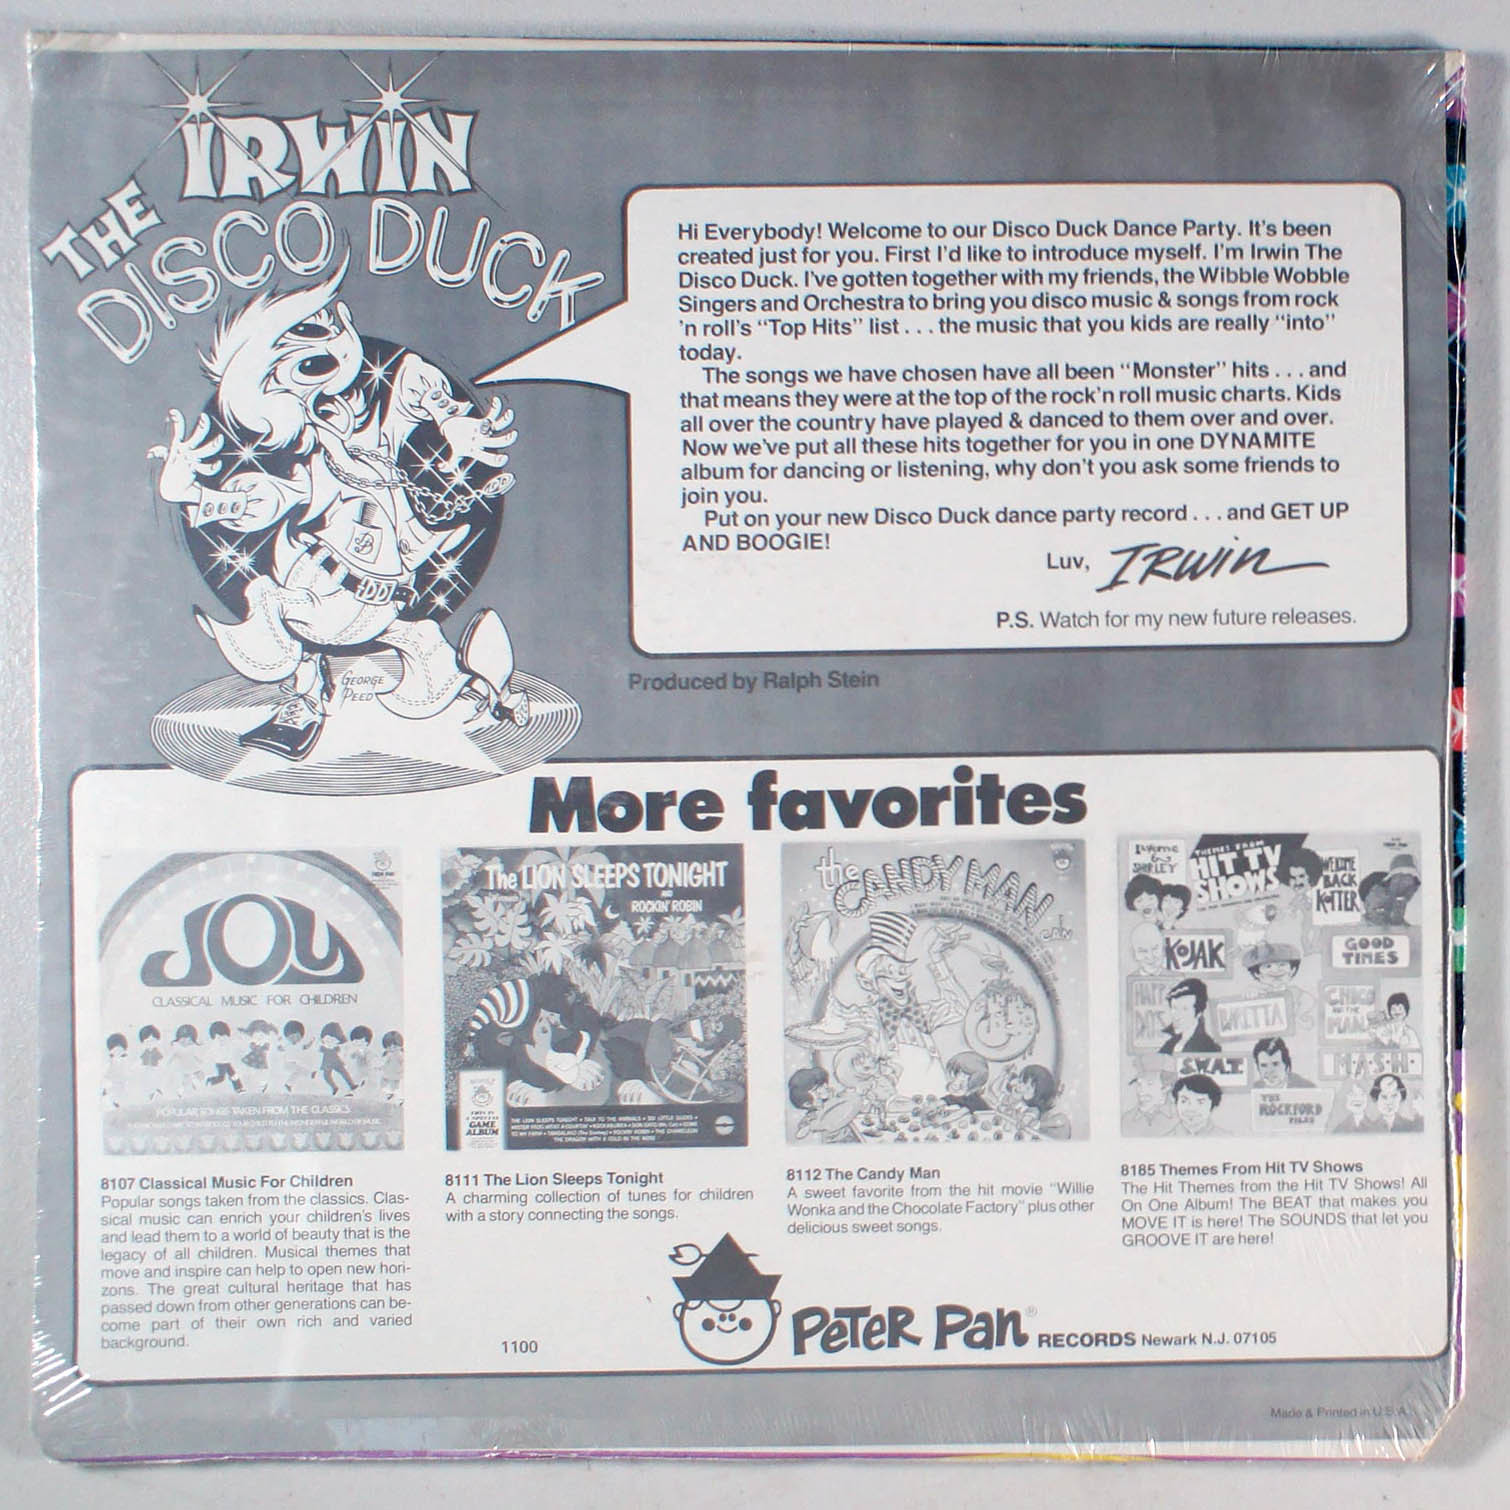 THE IRWIN
DISCO DUCK
Hi Everybody! Welcome to our Disco Duck Dance Party. It's been
created just for you. First I'd like to introduce myself. I'm Irwin The
Disco Duck. I've gotten together with my friends, the Wibble Wobble
Singers and Orchestra to bring you disco music & songs from rock
'n roll's "Top Hits" list . . . the music that you kids are really "into"
today.
The songs we have chosen have all been "Monster" hits . . . and
that means they were at the top of the rock'n roll music charts. Kids
all over the country have played & danced to them over and over.
Now we've put all these hits together for you in one DYNAMITE
album for dancing or listening, why don't you ask some friends to
join you.
Put on your new Disco Duck dance party record . . . and GET UP
AND BOOGIE!
Luv, IRWIN
P.S. Watch for my new future releases.
DD
GEORGE
PEED
Produced by Ralph Stein
More favorites
JOY
CLASSICAL MUSIC FOR CHILDREN
POPULAR SONGS TAKEN FROM THE CLASSICS
The LION SLEEPS TONIGHT
AND
ROCKIN' ROBIN
GAME
ALBUM
the CANDY MAN
CAN
THEMES FROM
HIT TV
SHOWS
Laverne
&
SHIRLEY
WELCOME
BACK
KOTTER
KOJAK
GOOD
TIMES
HAPPY
DAYS
BARETTA
CHICO
AND THE
MAN
S.W.A.T.
M*A*S*H
THE
ROCKFORD
FILES
8107 Classical Music For Children
Popular songs taken from the classics. Clas-
sical music can enrich your children's lives
and lead them to a world of beauty that is the
legacy of all children. Musical themes that
move and inspire can help to open new hori-
zons. The great cultural heritage that has
passed down from other generations can be-
come part of their own rich and varied
background.
8111 The Lion Sleeps Tonight
A charming collection of tunes for children
with a story connecting the songs.
8112 The Candy Man
A sweet favorite from the hit movie "Willie
Wonka and the Chocolate Factory" plus other
delicious sweet songs.
8185 Themes From Hit TV Shows
The Hit Themes from the Hit TV Shows! All
On One Album! The BEAT that makes you
MOVE IT is here! The SOUNDS that let you
GROOVE IT are here!
1100
PETER PAN® RECORDS Newark N.J. 07105
Made & Printed in U.S.A.